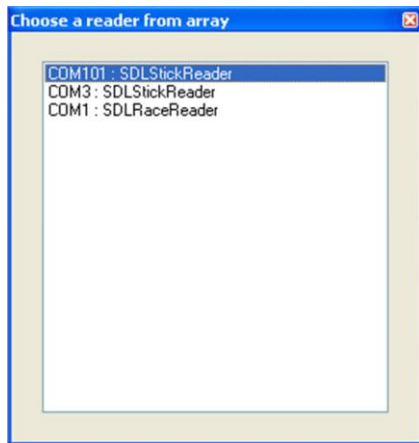 Choose a reader from array
COM101 : SDLStickReader
COM3 : SDLStickReader
COM1 : SDLRaceReader